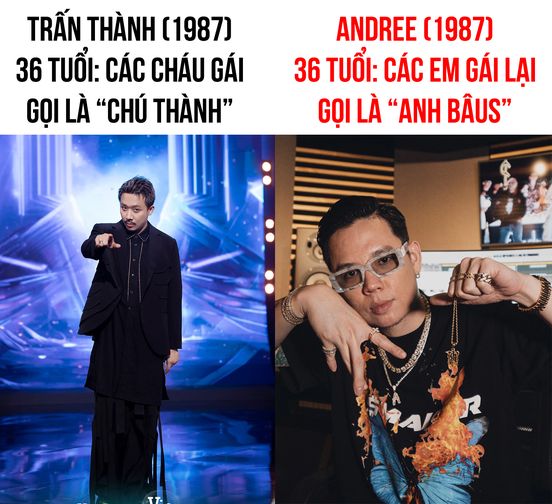 TRẤN THÀNH (1987)
36 TUỔI: CÁC CHÁU GÁI
GỌI LÀ “CHÚ THÀNH”
ANDREE (1987)
36 TUỔI: CÁC EM GÁI LẠI
GỌI LÀ “ANH BÂUS”